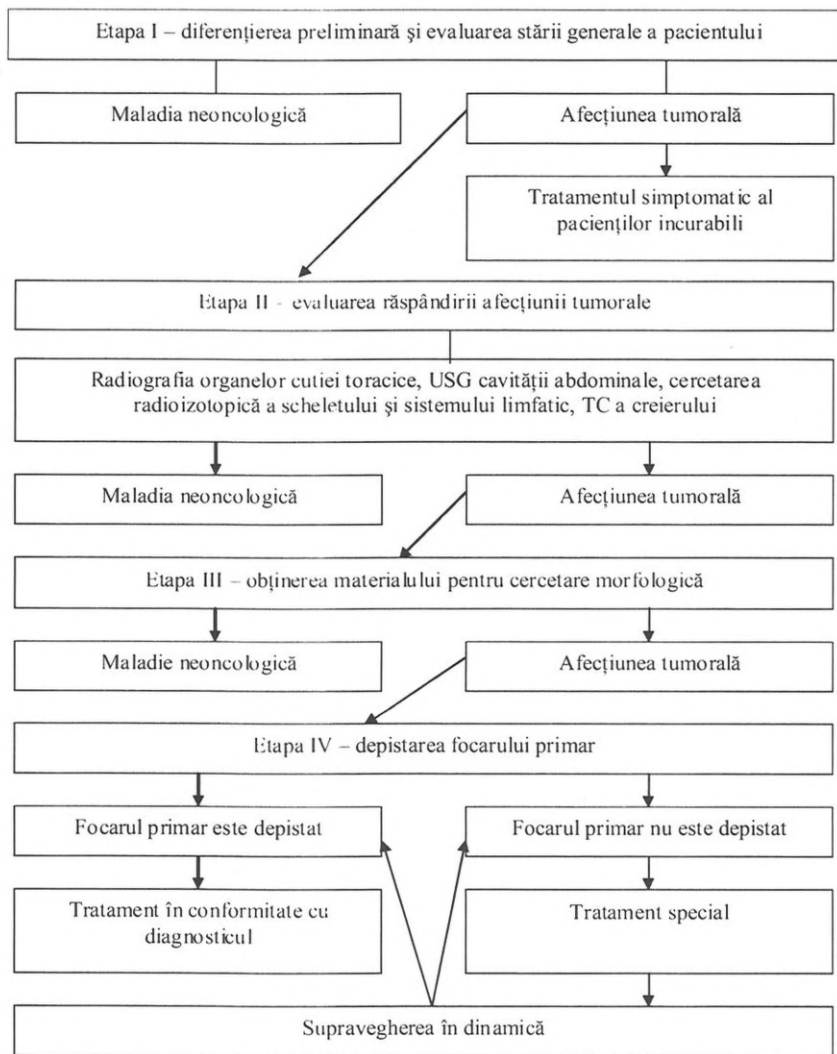 Etapa I – diferențierea preliminară şi evaluarea stării generale a pacientului
Maladia neoncologică
Afecțiunea tumorală
Tratamentul simptomatic al
pacienților incurabili
Etapa II - evaluarea răspândirii afecțiunii tumorale
Radiografia organelor cutiei toracice, USG cavității abdominale, cercetarea
radioizotopică a scheletului şi sistemului limfatic, TC a creierului
Maladia neoncologică
Afecțiunea tumorală
Etapa III – obținerea materialului pentru cercetare morfologică
Maladie neoncologică
Afecțiunea tumorală
Etapa IV – depistarea focarului primar
Focarul primar este depistat
Focarul primar nu este depistat
Tratament în conformitate cu
diagnosticul
Tratament special
Supravegherea în dinamică